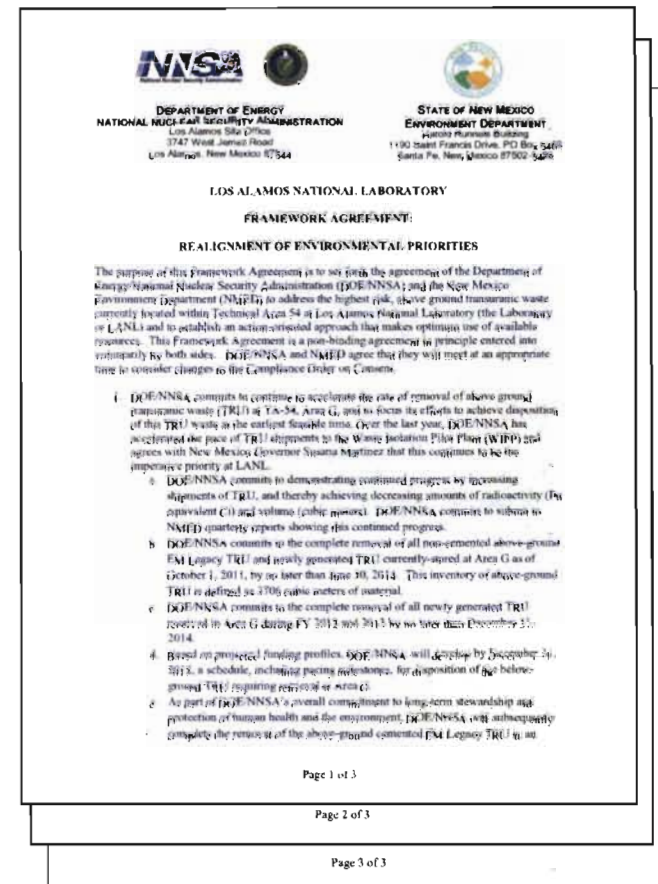 NNSA
DEPARTMENT OF ENERGY
NATIONAL NUCLEAR SECURITY ADMINISTRATION
Los Alamos Site Office
3747 West Jemez Road
Los Alamos, New Mexico 87544
STATE OF NEW MEXICO
ENVIRONMENT DEPARTMENT
Harold Runnels Building
1190 Saint Francis Drive, PO Box 5469
Santa Fe, New Mexico 87502-5469
LOS ALAMOS NATIONAL LABORATORY
FRAMEWORK AGREEMENT:
REALIGNMENT OF ENVIRONMENTAL PRIORITIES
The purpose of this Framework Agreement is to set forth the agreement of the Department of
Energy National Nuclear Security Administration (DOE/NNSA) and the New Mexico
Environment Department (NMED) to address the highest risk, above ground transuranic waste
currently located within Technical Area 54 at Los Alamos National Laboratory (the Laboratory
or LANL) and to establish an action-oriented approach that makes optimum use of available
resources. This Framework Agreement is a non-binding agreement in principle entered into
voluntarily by both sides. DOE/NNSA and NMED agree that they will meet at an appropriate
time to consider changes to the Compliance Order on Consent.
DOE/NNSA commits to continue to accelerate the rate of removal of above ground
transuranic waste (TRU) at TA-54, Area G, and to focus its efforts to achieve disposition
of this TRU waste in the earliest feasible time. Over the last year, DOE/NNSA has
accelerated the pace of TRU shipments to the Waste Isolation Pilot Plant (WIPP) and
agrees with New Mexico Governor Susana Martinez that this continues to be the
imperative priority at LANL.
DOE/NNSA commits to demonstrating continued progress by increasing
shipments of TRU, and thereby achieving decreasing amounts of radioactivity (Pu
equivalent Ci) and volume (cubic meters). DOE/NNSA commits to submit to
NMED quarterly reports showing this continued progress.
b DOE/NNSA commits to the complete removal of all non-cemented above-ground
EM Legacy TRU and newly generated TRU currently-stored at Area G as of
October 1, 2011, by no later than June 30, 2014. This inventory of above-ground
TRU is defined as 3706 cubic meters of material.
c DOE/NNSA commits to the complete removal of all newly generated TRU
received in Area G during FY 2012 and 2013 by no later than December 31,
2014.
d. Based on projected funding profiles, DOE/NNSA will develop by December 31,
a schedule, including pacing milestones, for disposition of the below-
ground TRU requiring retrieval at Area G.
e As part of DOE/NNSA's overall commitment to long-term stewardship and
protection of human health and the environment, DOE/NNSA will subsequently
complete the removal of the above-ground cemented EM Legacy TRU in an
Page 1 of 3
Page 2 of 3
Page 3 of 3